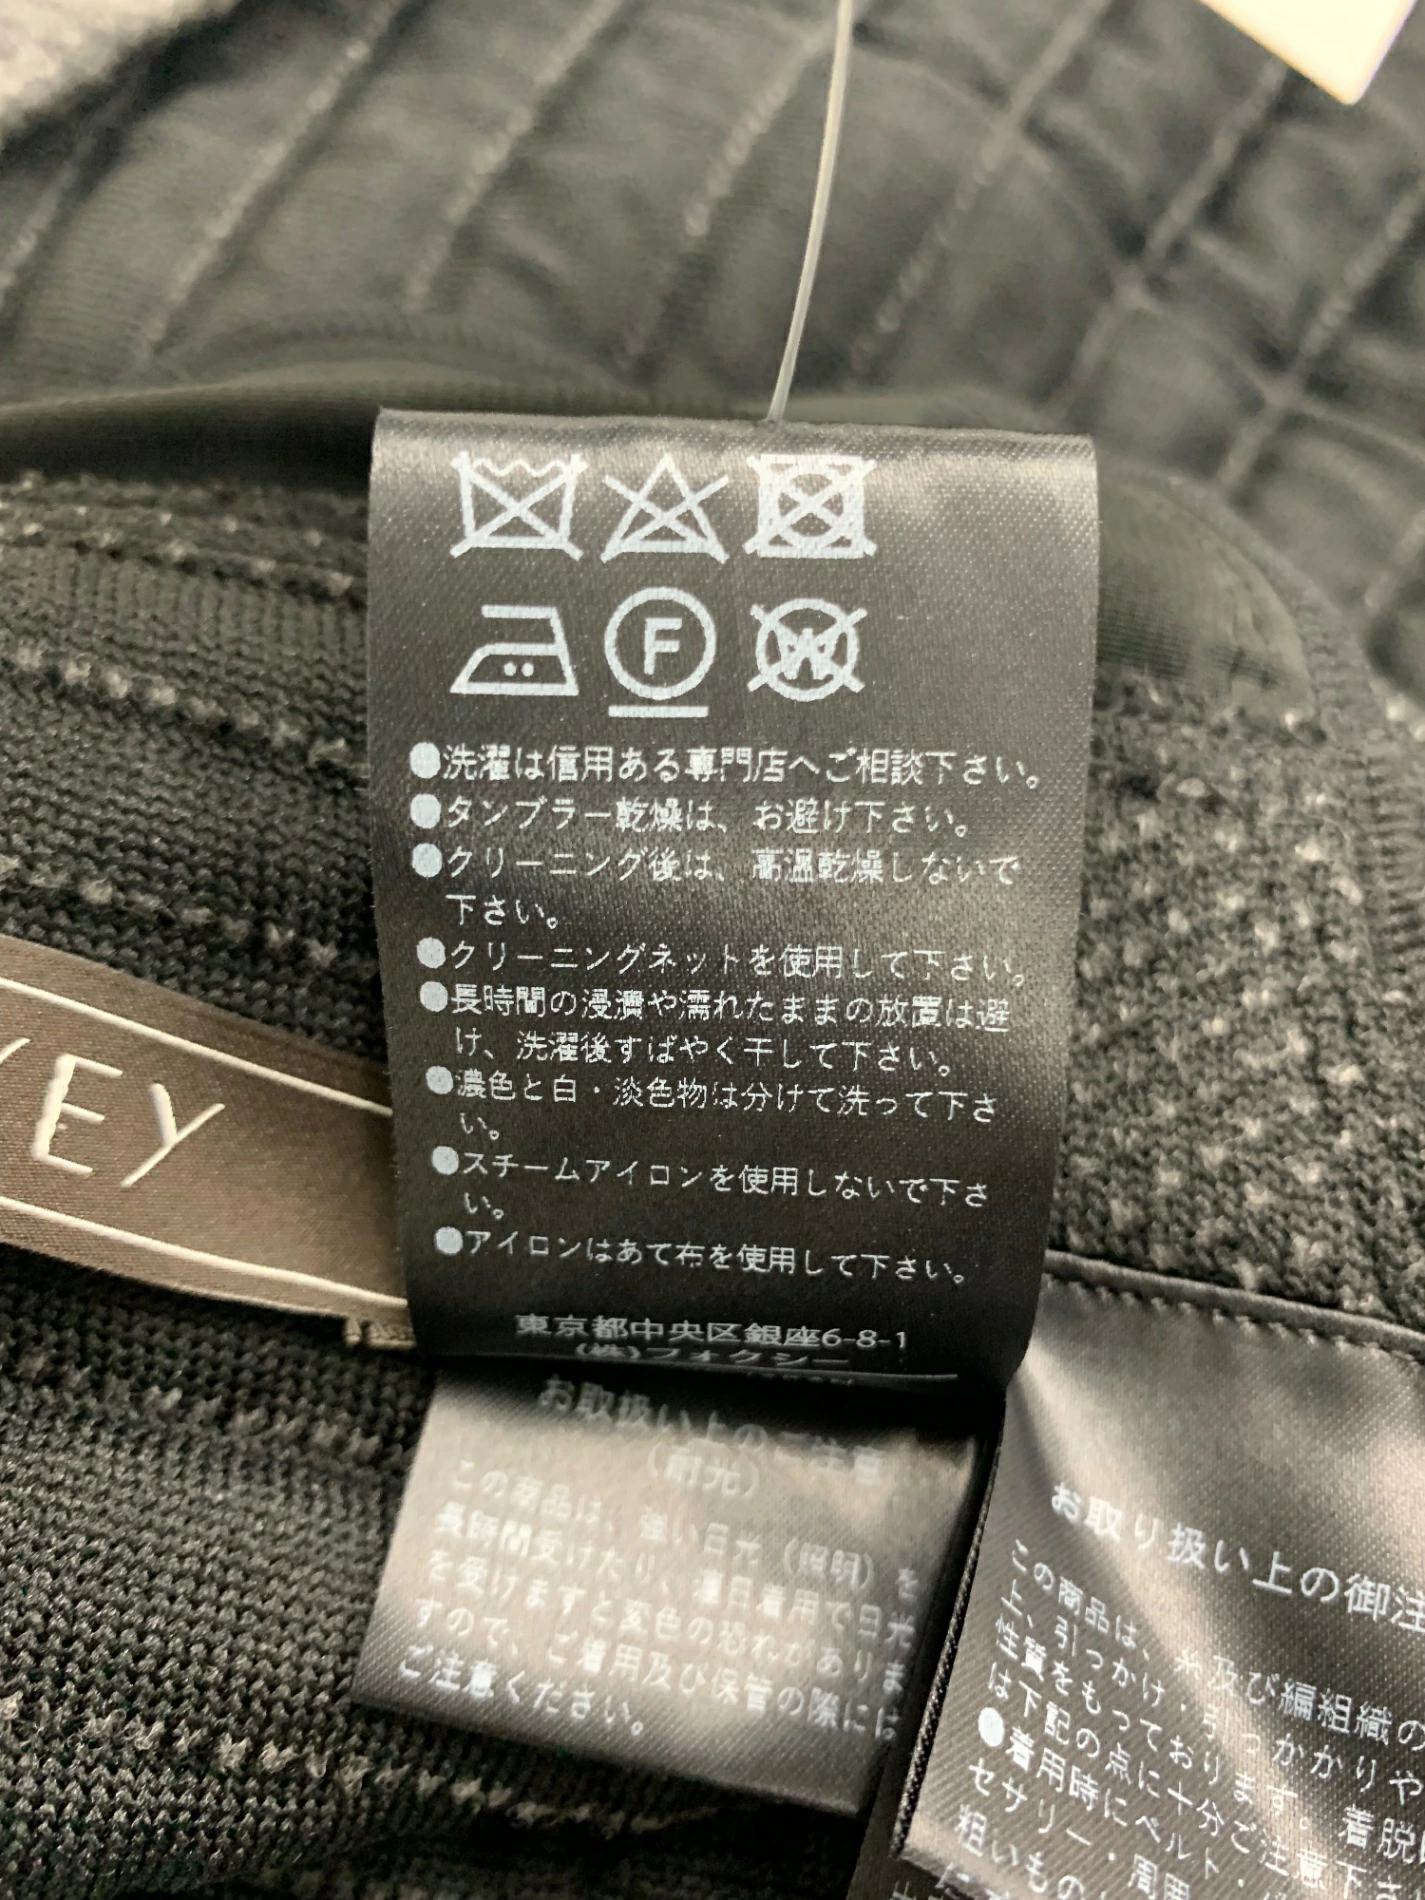 F
W
●洗濯は信用ある専門店へご相談下さい。
●タンブラー乾燥は、お避け下さい。
●クリーニング後は、高温乾燥しないで
下さい。
●クリーニングネットを使用して下さい。
●長時間の浸漬や濡れたままの放置は避
け、洗濯後すばやく干して下さい。
●濃色と白・淡色物は分けて洗って下さ
い。
●スチームアイロンを使用しないで下さ
い。
●アイロンはあて布を使用して下さい。
東京都中央区銀座6-8-1
(株)フォクシー
EY
お取扱い上のご注意
(耐光)
この商品は、強い日光(照明)を
長時間受けたり、連日着用で日光
を受けますと変色の恐れがありま
すので、ご着用及び保管の際には
ご注意ください。
お取り扱い上の御注
この商品は、糸及び編組織の
上、引っかけ・引っかかりや
性質をもっております。着脱
は下記の点に十分ご注意下さ
●着用時にベルト・
セサリー・周囲
粗いもの